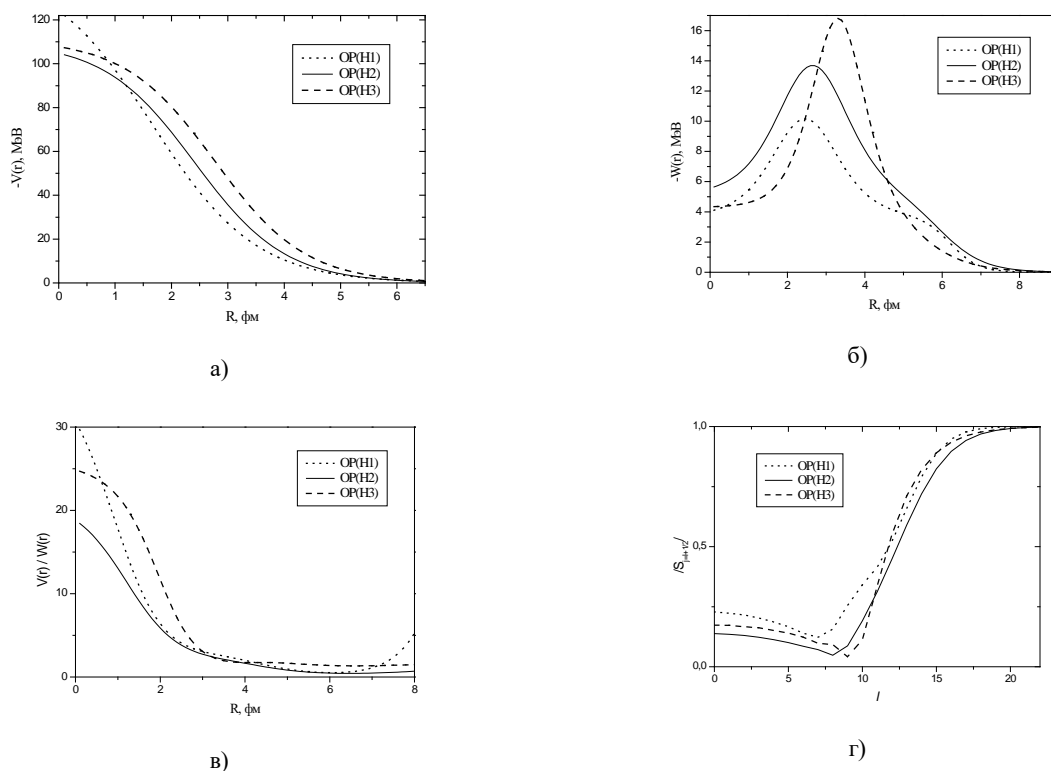 120
100
80
60
40
20
0
-V(r), МэВ
OP(H1)
OP(H2)
OP(H3)
0 1 2 3 4 5 6
R, фм
а)
16
14
12
10
8
6
4
2
0
-W(r), МэВ
OP(H1)
OP(H2)
OP(H3)
0 2 4 6 8
R, фм
б)
30
20
10
0
V(r) / W(r)
OP(H1)
OP(H2)
OP(H3)
0 2 4 6 8
R, фм
в)
1,0
0,5
0,0
OP(H1)
OP(H2)
OP(H3)
0 5 10 15 20
l
г)